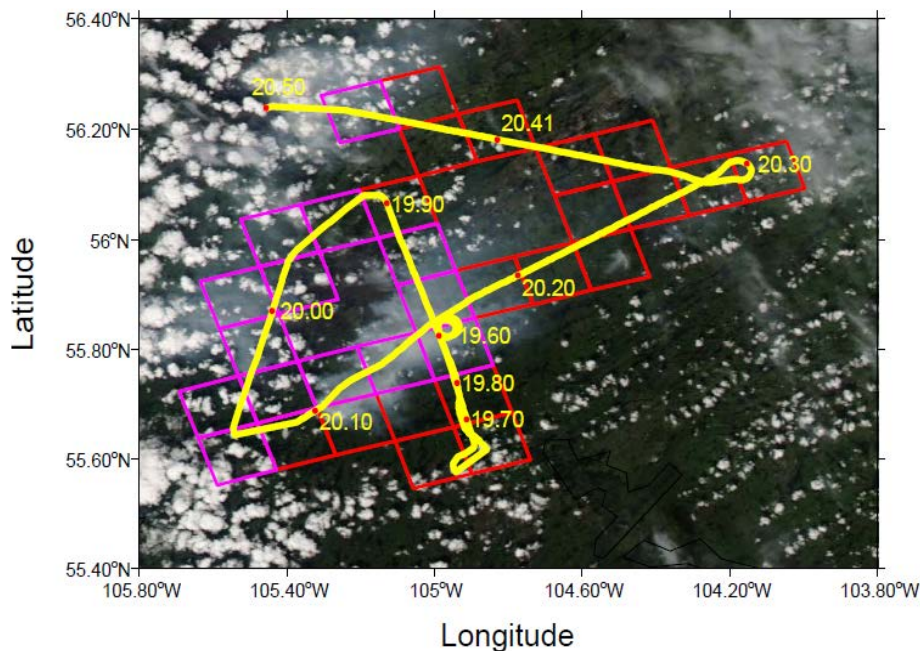 56.40°N
20.50
20.41
56.20°N
20.30
19.90
56°N
20.20
20.00
19.60
55.80°N
19.80
20.10
19.70
55.60°N
55.40°N
105.80°W
105.40°W
105°W
104.60°W
104.20°W
103.80°W
Latitude
Longitude